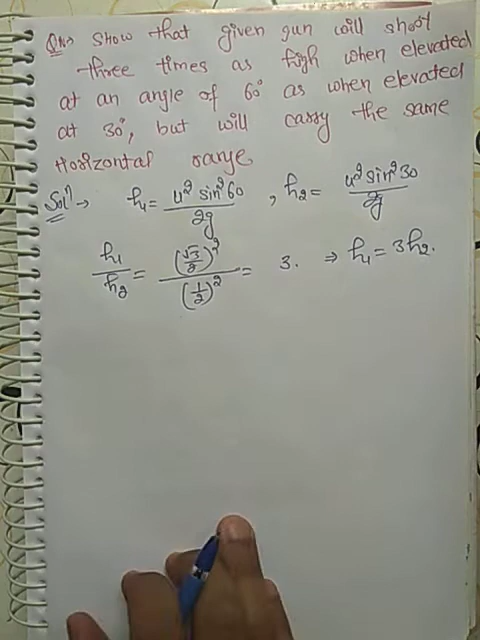 Qn→ Show that given gun will shoot
three times as high when elevated
at an angle of 60° as when elevated
at 30°, but will carry the same
Horizontal range
Solⁿ → h₁ = u² sin² 60 / 2g , h₂ = u² sin² 30 / 2g
h₁/h₂ = (√3/2)² / (1/2)² = 3. ⇒ h₁ = 3h₂.